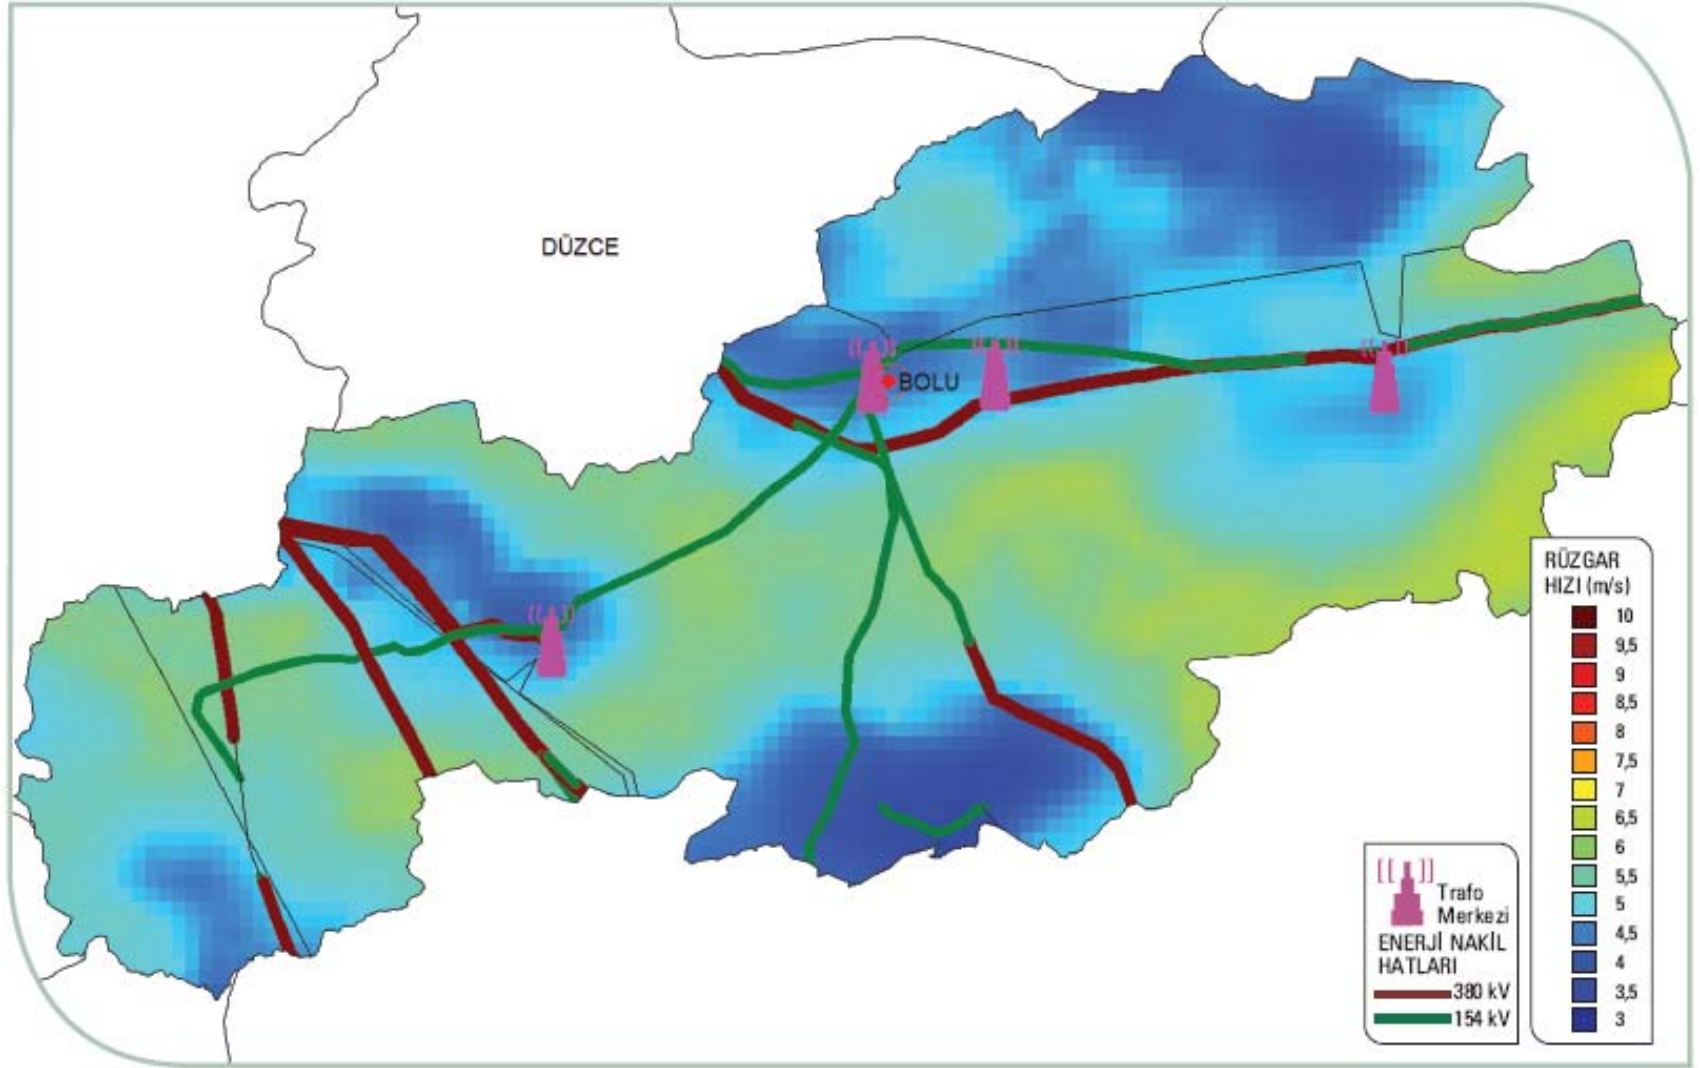 DÜZCE
BOLU
RÜZGAR
HIZI (m/s)
10
9,5
9
8,5
8
7,5
7
6,5
6
5,5
5
4,5
4
3,5
3
Trafo
Merkezi
ENERJİ NAKİL
HATLARI
380 kV
154 kV